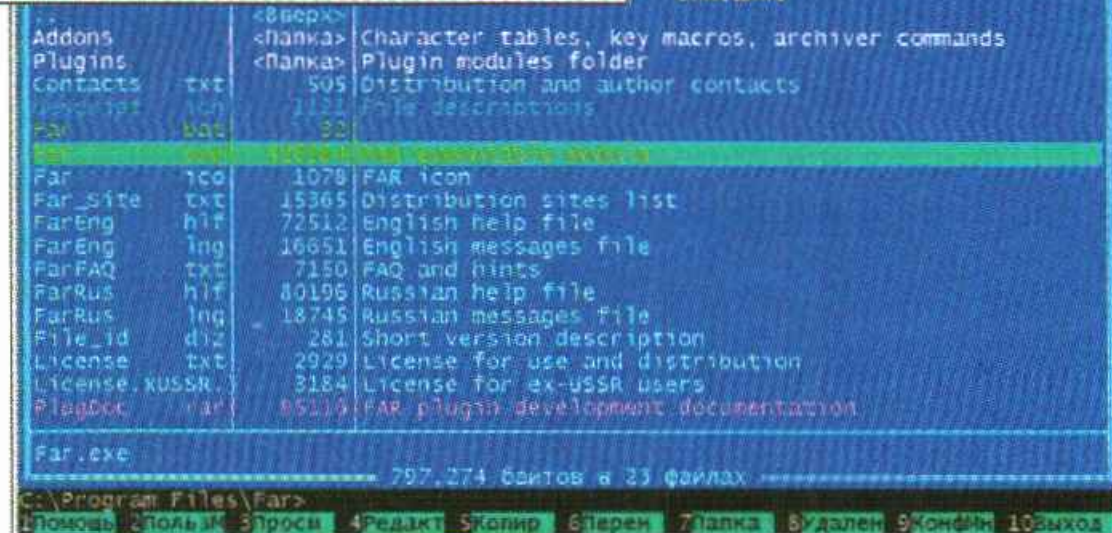 .. <Вверх>
Addons <Папка> Character tables, key macros, archiver commands
Plugins <Папка> Plugin modules folder
Contacts txt 505 Distribution and author contacts
File descriptions
Far bat 32
Far
Far ico 1078 FAR icon
Far_Site txt 15365 Distribution sites list
FarEng hlf 72512 English help file
FarEng lng 16651 English messages file
FarFAQ txt 7150 FAQ and hints
FarRus hlf 80196 Russian help file
FarRus lng 18745 Russian messages file
File_id diz 281 Short version description
License txt 2929 License for use and distribution
License.XUSSR. 3184 License for ex-USSR users
PlugDoc rar 85116 FAR plugin development documentation
Far.exe
797,274 байтов в 23 файлах
C:\Program Files\Far>
1Помощь 2ПользМ 3Просм 4Редакт 5Копир 6Перен 7Папка 8Удален 9КонфМн 10Выход